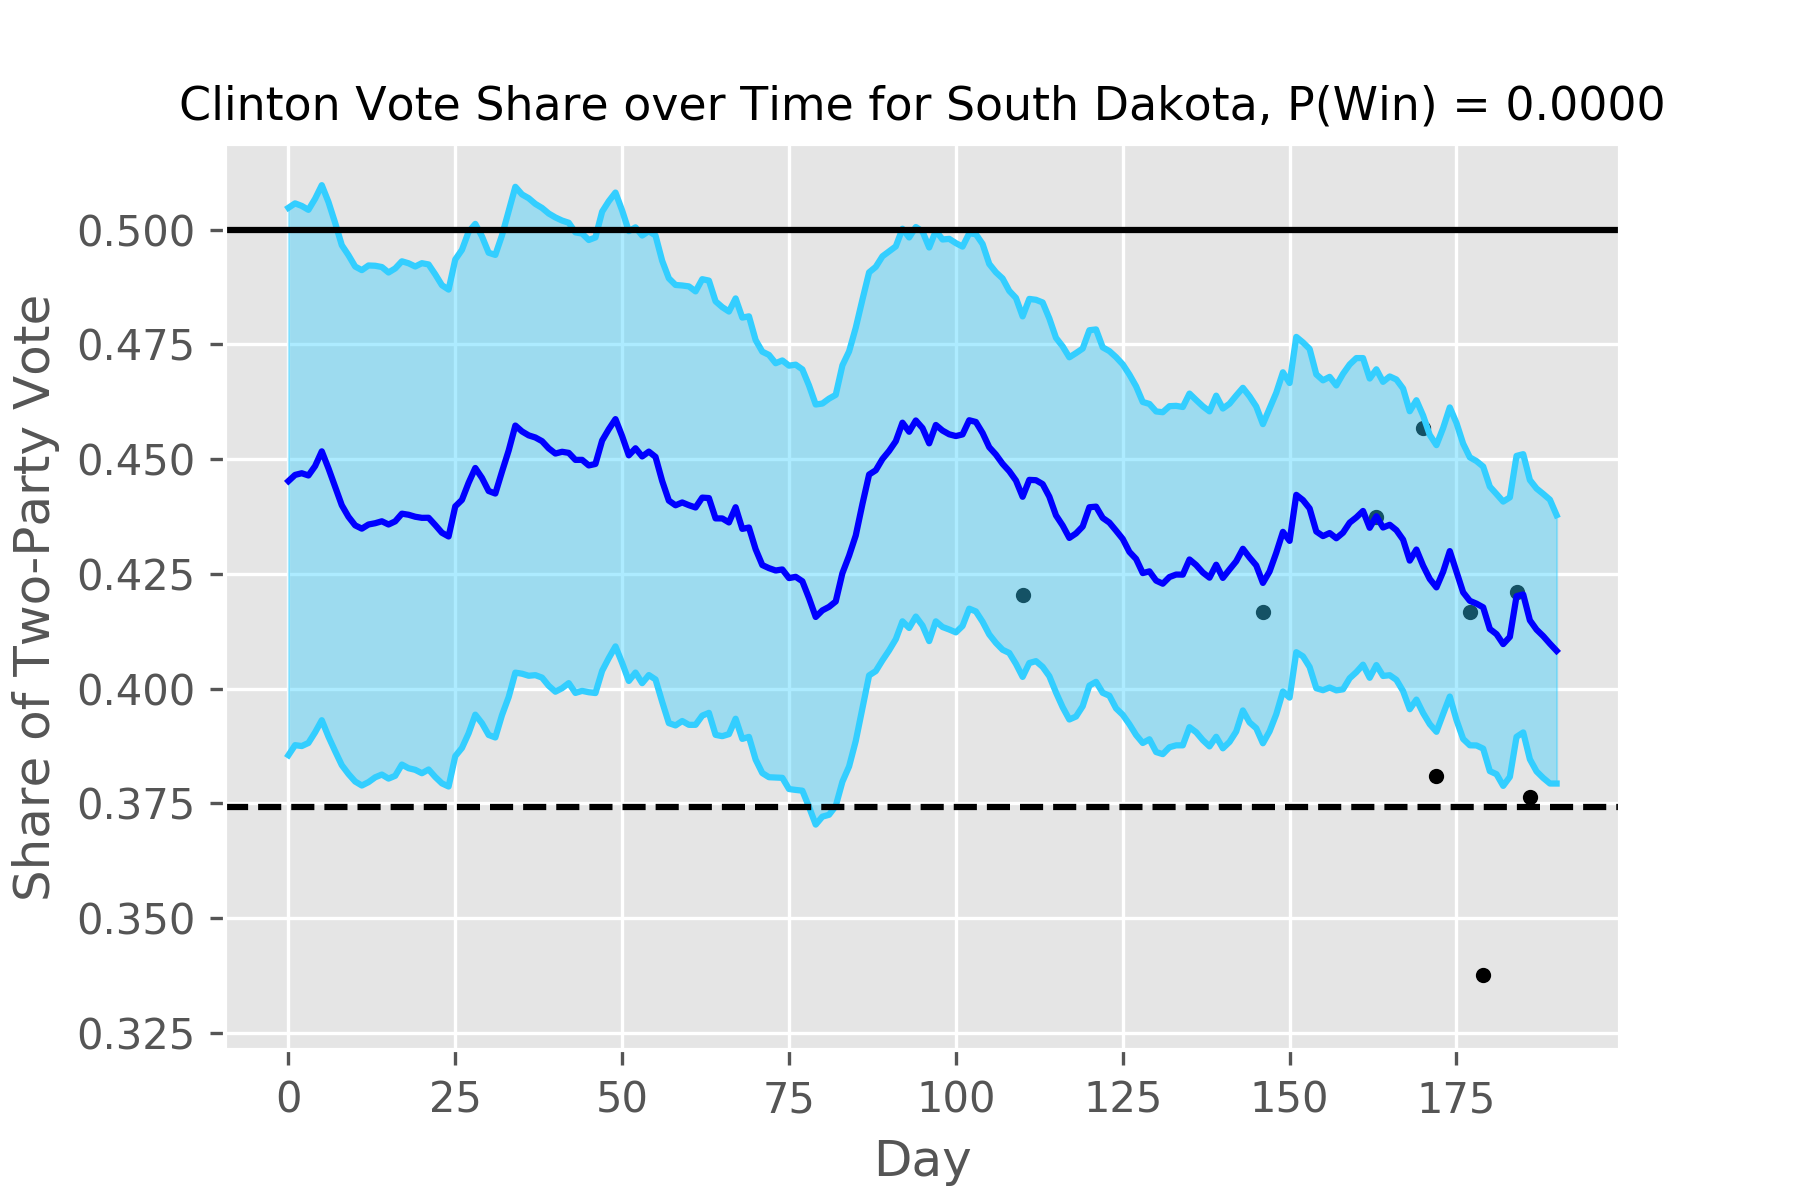 Clinton Vote Share over Time for South Dakota, P(Win) = 0.0000
Share of Two-Party Vote
0.500
0.475
0.450
0.425
0.400
0.375
0.350
0.325
0 25 50 75 100 125 150 175
Day